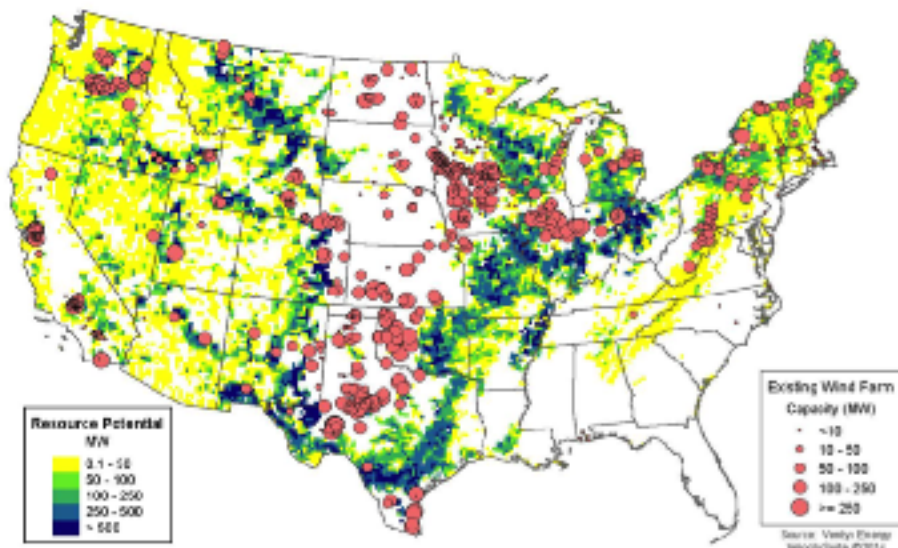 Resource Potential
MW
0.1 - 50
50 - 100
100 - 250
250 - 500
> 500
Existing Wind Farm
Capacity (MW)
<10
10 - 50
50 - 100
100 - 250
>= 250
Source: Ventyx Energy